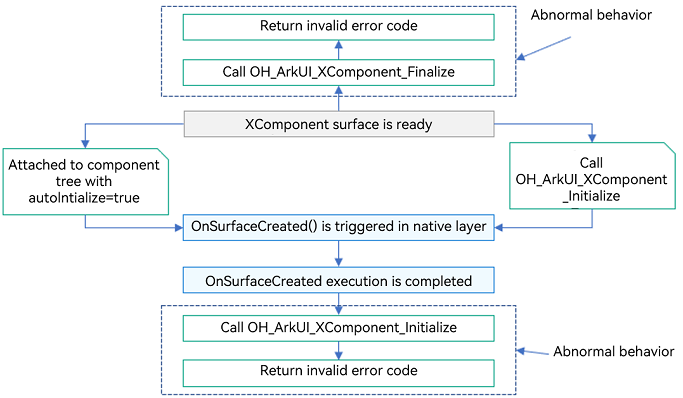 Return invalid error code
Abnormal behavior
Call OH_ArkUI_XComponent_Finalize
XComponent surface is ready
Attached to component
tree with
autoIntialize=true
Call
OH_ArkUI_XComponent
_Initialize
OnSurfaceCreated() is triggered in native layer
OnSurfaceCreated execution is completed
Call OH_ArkUI_XComponent_Initialize
Abnormal behavior
Return invalid error code